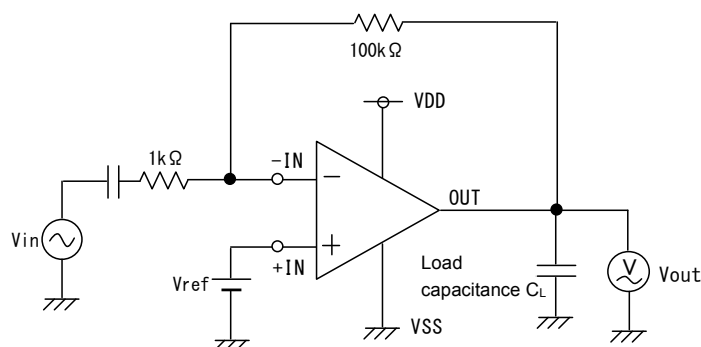 100kΩ
VDD
1kΩ
-IN
−
OUT
Vin
+
+IN
Vref
Load
capacitance CL
V
Vout
VSS